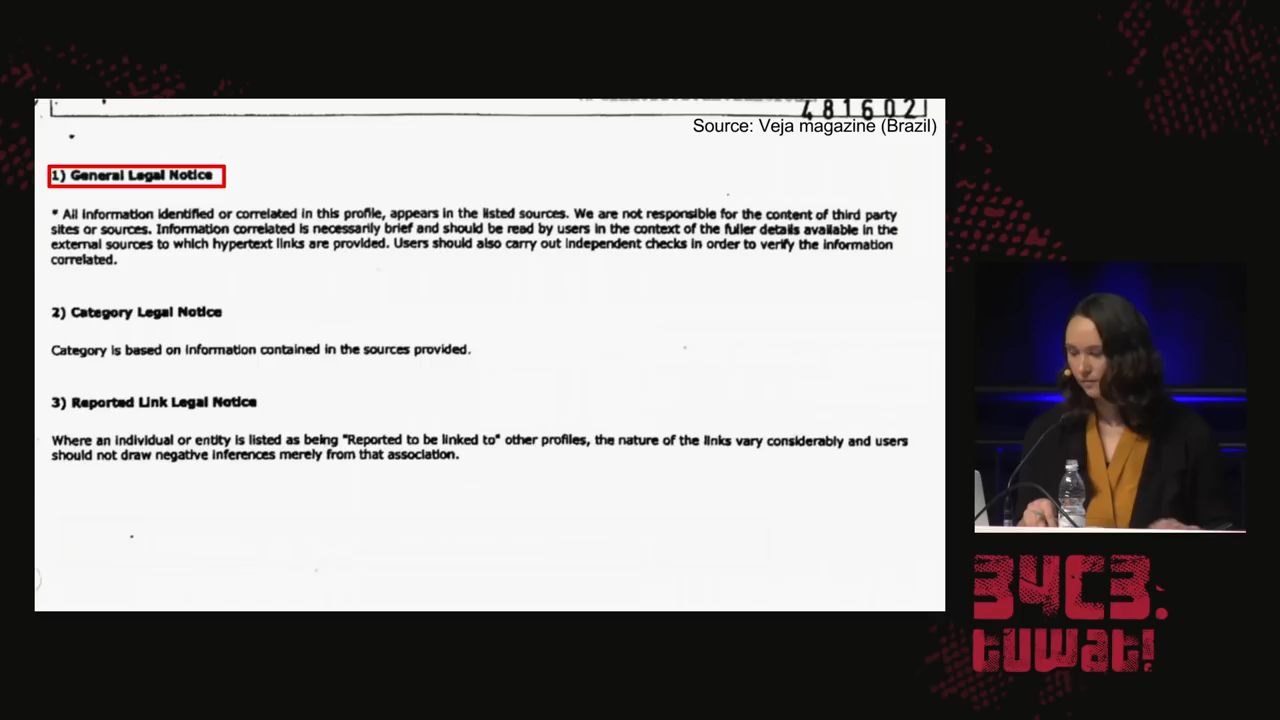 481602
Source: Veja magazine (Brazil)
1) General Legal Notice
* All information identified or correlated in this profile, appears in the listed sources. We are not responsible for the content of third party
sites or sources. Information correlated is necessarily brief and should be read by users in the context of the fuller details available in the
external sources to which hypertext links are provided. Users should also carry out independent checks in order to verify the information
correlated.
2) Category Legal Notice
Category is based on information contained in the sources provided.
3) Reported Link Legal Notice
Where an individual or entity is listed as being "Reported to be linked to" other profiles, the nature of the links vary considerably and users
should not draw negative inferences merely from that association.
34C3.
tuwat!